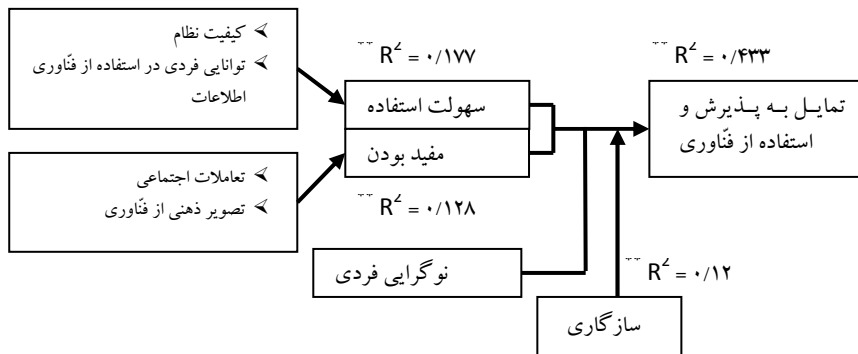 ⮚ کیفیت نظام
⮚ توانایی فردی در استفاده از فنّاوری
اطلاعات
** R² = ۰/۱۷۷
سهولت استفاده
مفید بودن
** R² = ۰/۱۲۸
⮚ تعاملات اجتماعی
⮚ تصویر ذهنی از فنّاوری
** R² = ۰/۴۳۳
تمایل به پذیرش و
استفاده از فنّاوری
نوگرایی فردی
** R² = ۰/۱۲
سازگاری